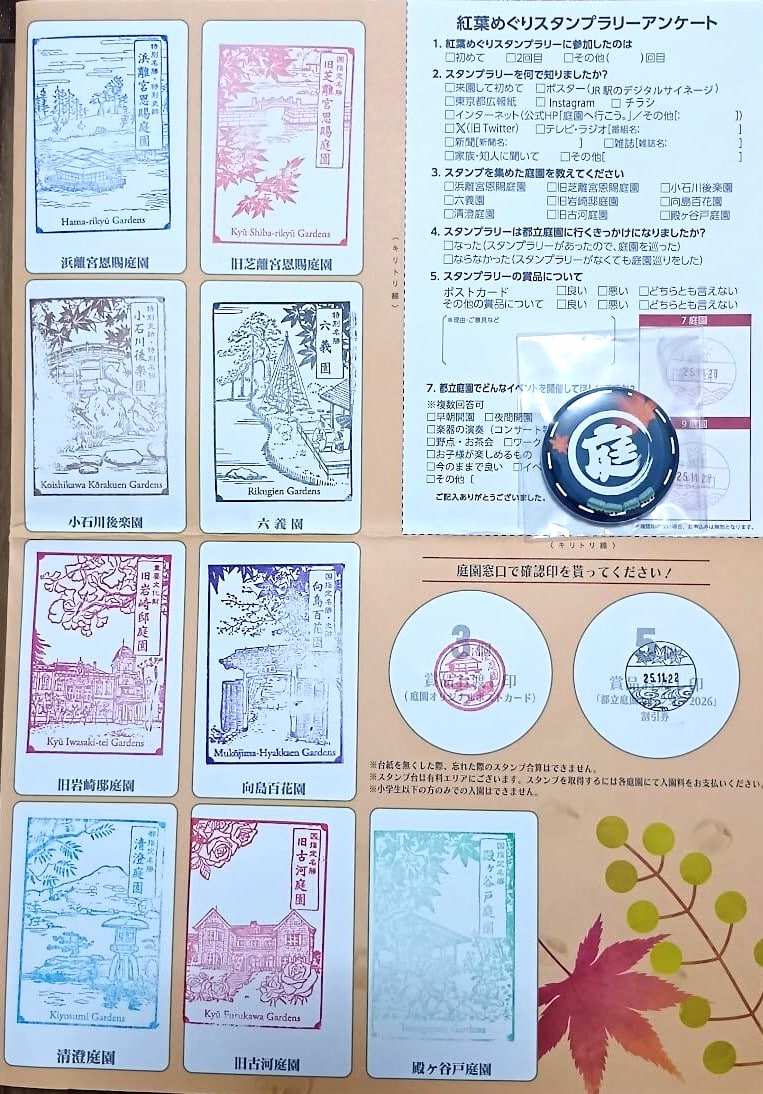 特別名勝・特別史跡
浜離宮恩賜庭園
Hama-rikyū Gardens
浜離宮恩賜庭園
国指定名勝
旧芝離宮恩賜庭園
Kyū Shiba-rikyū Gardens
旧芝離宮恩賜庭園
小石川後楽園
Koishikawa Kōrakuen Gardens
小石川後楽園
特別名勝
六義園
Rikugien Gardens
六義園
重要文化財
旧岩崎邸庭園
Kyū Iwasaki-tei Gardens
旧岩崎邸庭園
国指定名勝・史跡
向島百花園
Mukōjima-Hyakkaen Gardens
向島百花園
清澄庭園
Kiyosumi Gardens
清澄庭園
国指定名勝
旧古河庭園
Kyū Furukawa Gardens
旧古河庭園
国指定名勝
殿ヶ谷戸庭園
殿ヶ谷戸庭園
(キリトリ線)
紅葉めぐりスタンプラリーアンケート
1. 紅葉めぐりスタンプラリーに参加したのは
□初めて □2回目 □その他( )回目
2. スタンプラリーを何で知りましたか?
□来園して初めて □ポスター(JR駅のデジタルサイネージ)
□東京都広報紙 □Instagram □チラシ
□インターネット(公式HP「庭園へ行こう。」/その他[: ])
□X(旧Twitter) □テレビ・ラジオ[番組名: ]
□新聞[新聞名: ] □雑誌[雑誌名: ]
□家族・知人に聞いて □その他[ ]
3. スタンプを集めた庭園を教えてください
□浜離宮恩賜庭園 □旧芝離宮恩賜庭園 □小石川後楽園
□六義園 □旧岩崎邸庭園 □向島百花園
□清澄庭園 □旧古河庭園 □殿ヶ谷戸庭園
4. スタンプラリーは都立庭園に行くきっかけになりましたか?
□なった(スタンプラリーがあったので、庭園を巡った)
□ならなかった(スタンプラリーがなくても庭園巡りをした)
5. スタンプラリーの賞品について
ポストカード □良い □悪い □どちらとも言えない
その他の賞品について □良い □悪い □どちらとも言えない
※理由・ご意見など
7庭園
9庭園
7. 都立庭園でどんなイベントを開催してほ
※複数回答可
□早朝開園 □夜間開園
□楽器の演奏(コンサート
□野点・お茶会 □ワーク
□お子様が楽しめるもの
□今のままで良い □イベ
□その他[
ご記入ありがとうございました。
庭
(キリトリ線)
庭園窓口で確認印を貰ってください!
3
(庭園オリジナルポストカード)
5
25.11.22
割引券
※台紙を無くした際、忘れた際のスタンプ合算はできません。
※スタンプ台は有料エリアにございます。スタンプを取得するには各庭園にて入園料をお支払いください。
※小学生以下の方のみでの入園はできません。